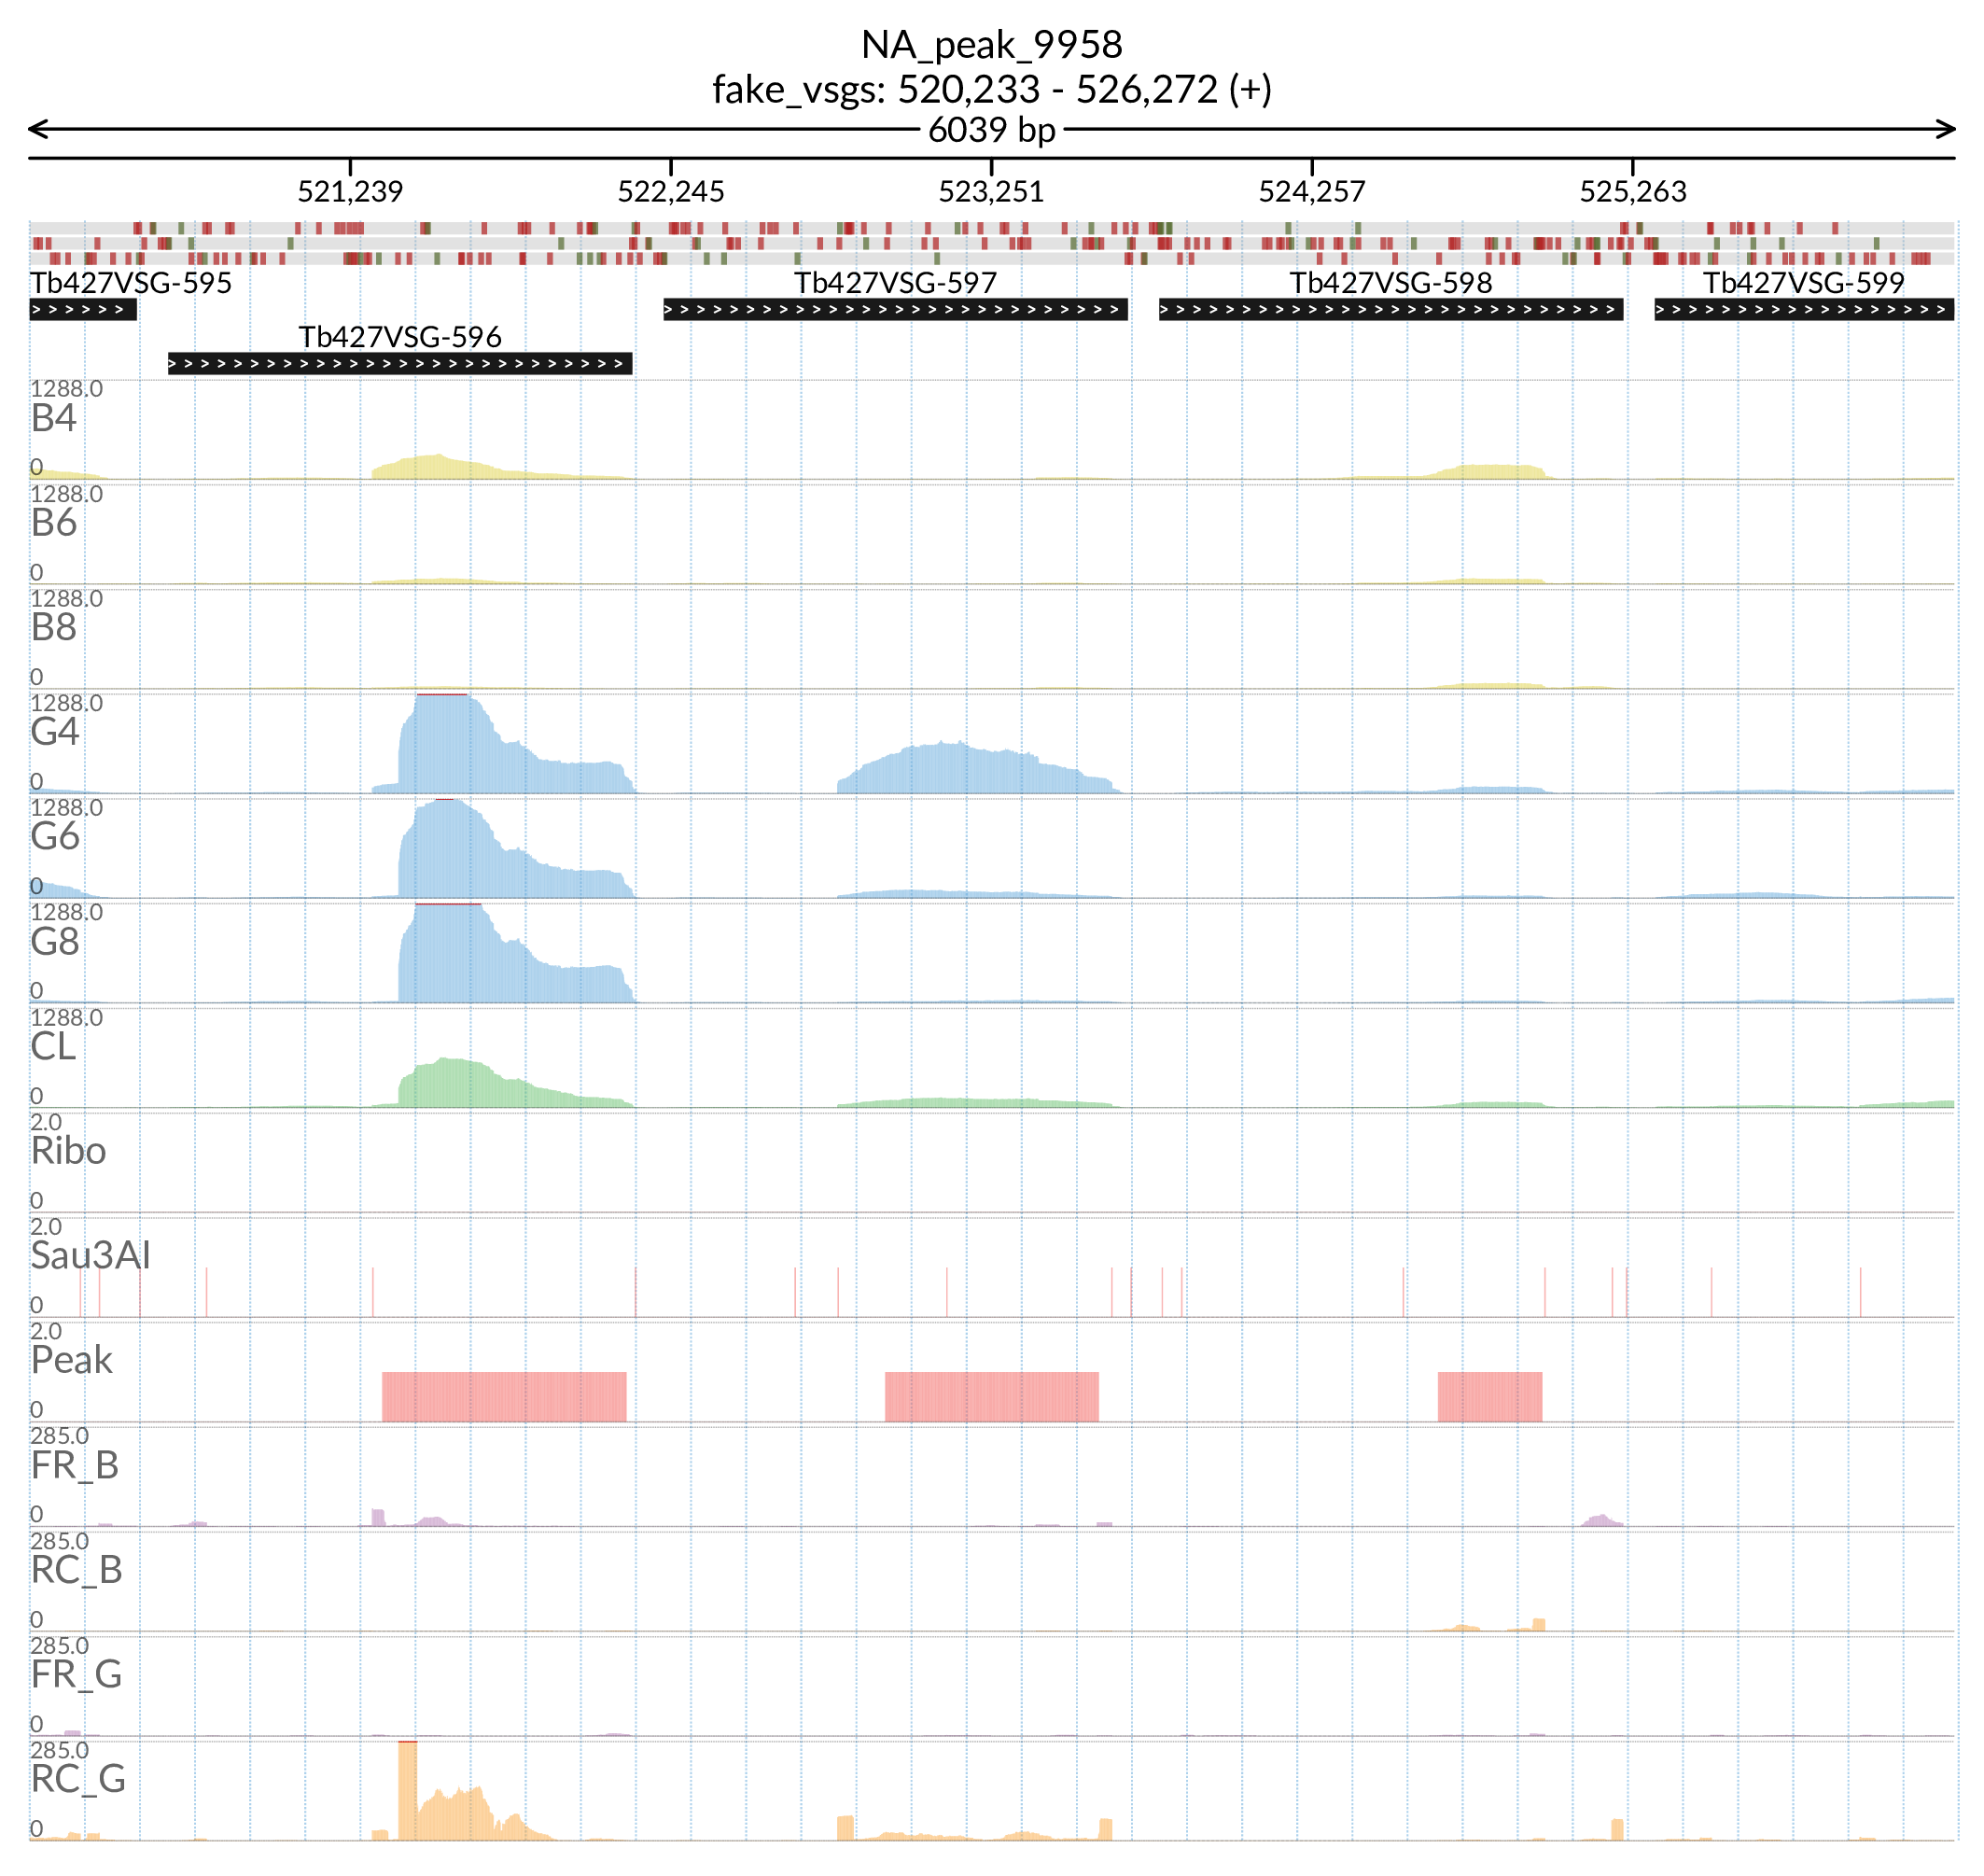 NA_peak_9958
fake_vsgs: 520,233 - 526,272 (+)
6039 bp
521,239 522,245 523,251 524,257 525,263
Tb427VSG-595 Tb427VSG-597 Tb427VSG-598 Tb427VSG-599
Tb427VSG-596
1288.0
B4
0
1288.0
B6
0
1288.0
B8
0
1288.0
G4
0
1288.0
G6
0
1288.0
G8
0
1288.0
CL
0
2.0
Ribo
0
2.0
Sau3AI
0
2.0
Peak
0
285.0
FR_B
0
285.0
RC_B
0
285.0
FR_G
0
285.0
RC_G
0